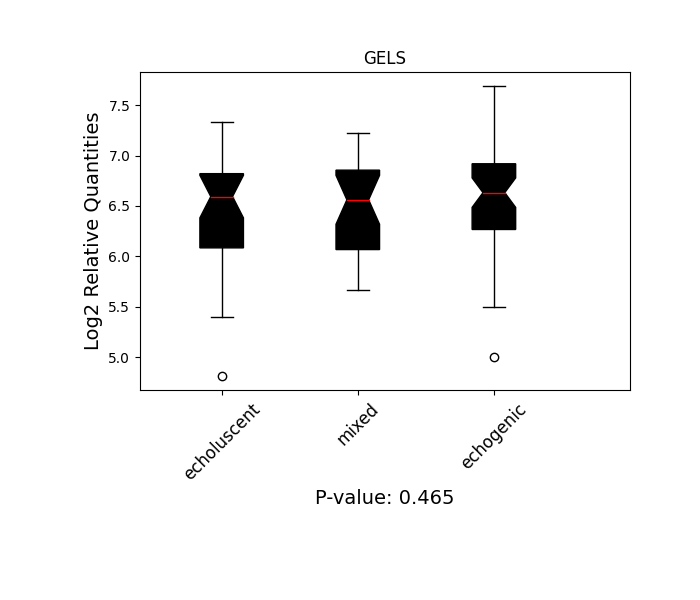 GELS
Log2 Relative Quantities
7.5
7.0
6.5
6.0
5.5
5.0
echoluscent
mixed
echogenic
P-value: 0.465